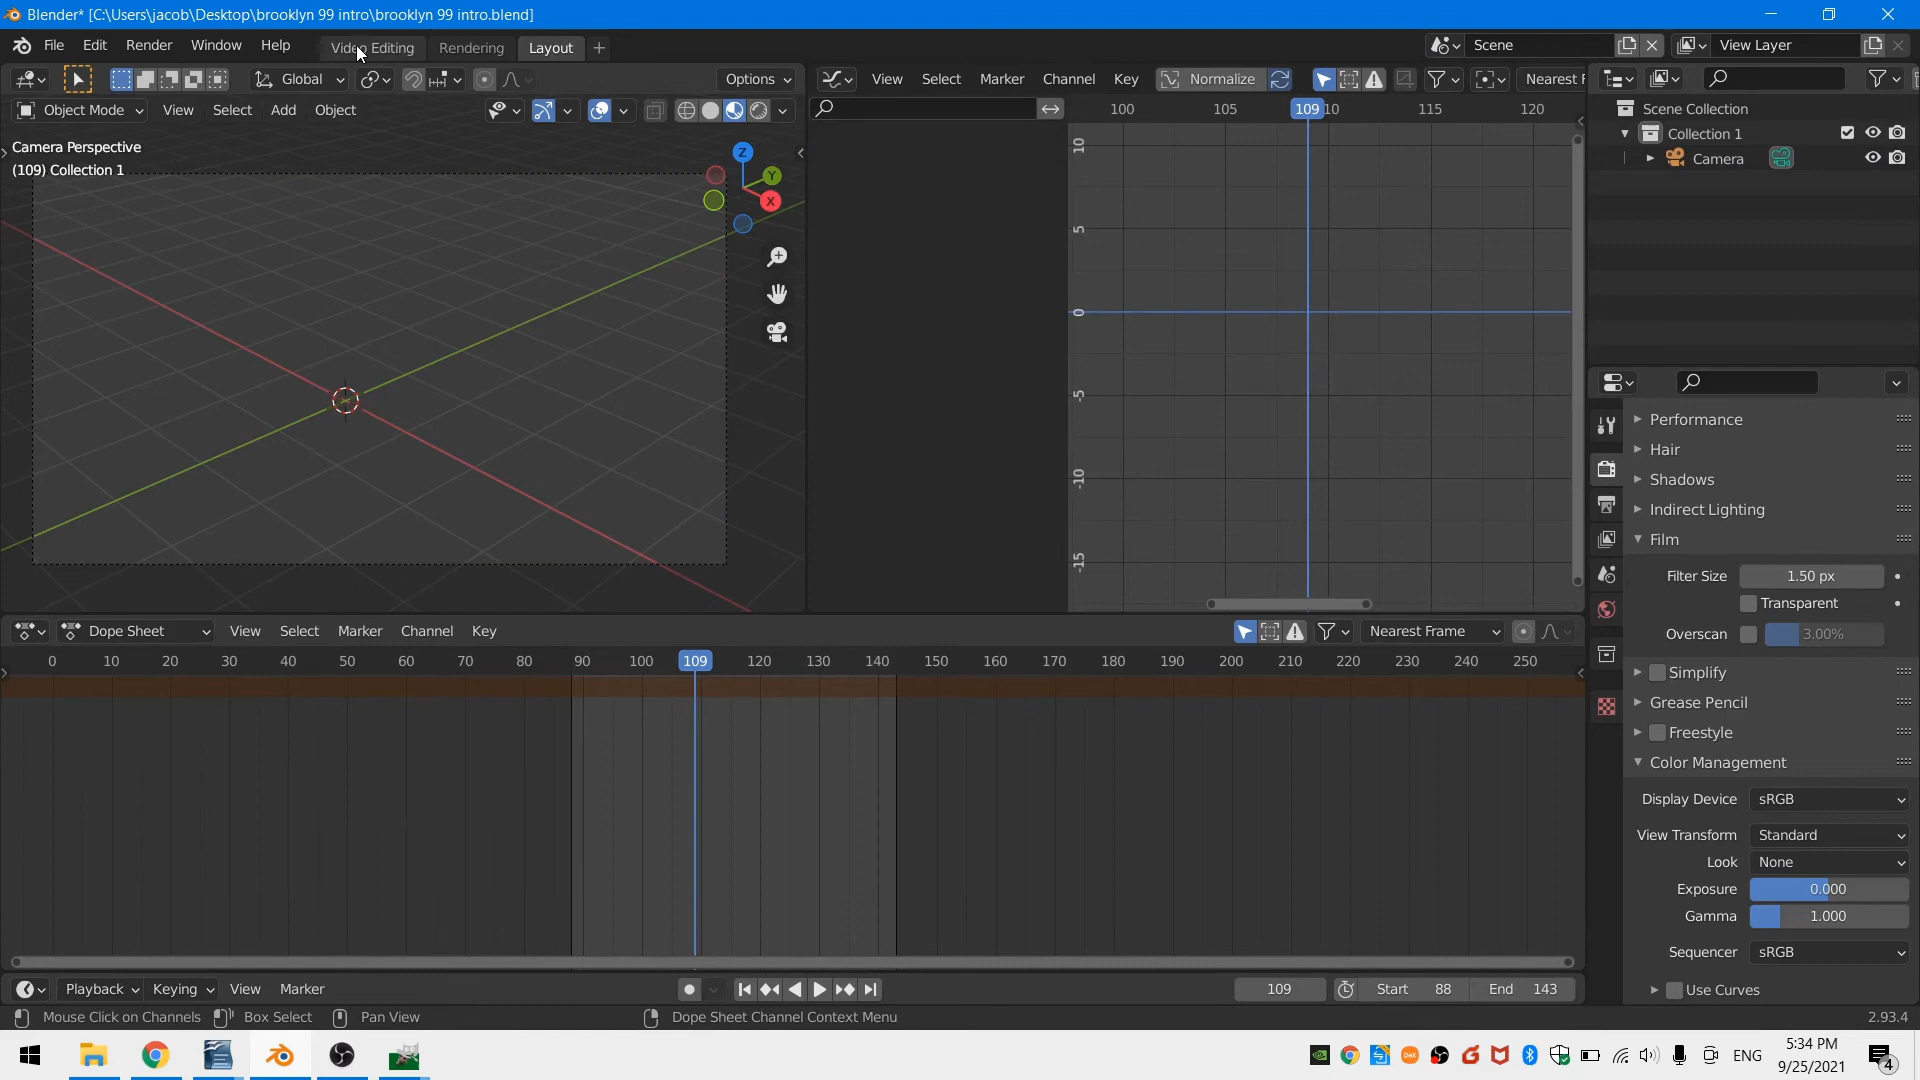 Blender* [C:\Users\jacob\Desktop\brooklyn 99 intro\brooklyn 99 intro.blend]
File Edit Render Window Help Video Editing Rendering Layout + Scene View Layer
Global Options View Select Marker Channel Key Normalize Nearest F
Object Mode View Select Add Object 100 105 109 10 115 120 Scene Collection
Collection 1
Camera
Camera Perspective
(109) Collection 1
Z
Y
X
10
5
0
-5
-10
-15
Performance
Hair
Shadows
Indirect Lighting
Film
Filter Size 1.50 px
Transparent
Overscan 3.00%
Simplify
Grease Pencil
Freestyle
Color Management
Display Device sRGB
View Transform Standard
Look None
Exposure 0.000
Gamma 1.000
Sequencer sRGB
Use Curves
Dope Sheet View Select Marker Channel Key Nearest Frame
0 10 20 30 40 50 60 70 80 90 100 109 120 130 140 150 160 170 180 190 200 210 220 230 240 250
Playback Keying View Marker 109 Start 88 End 143
Mouse Click on Channels Box Select Pan View Dope Sheet Channel Context Menu 2.93.4
ENG
5:34 PM
9/25/2021
4